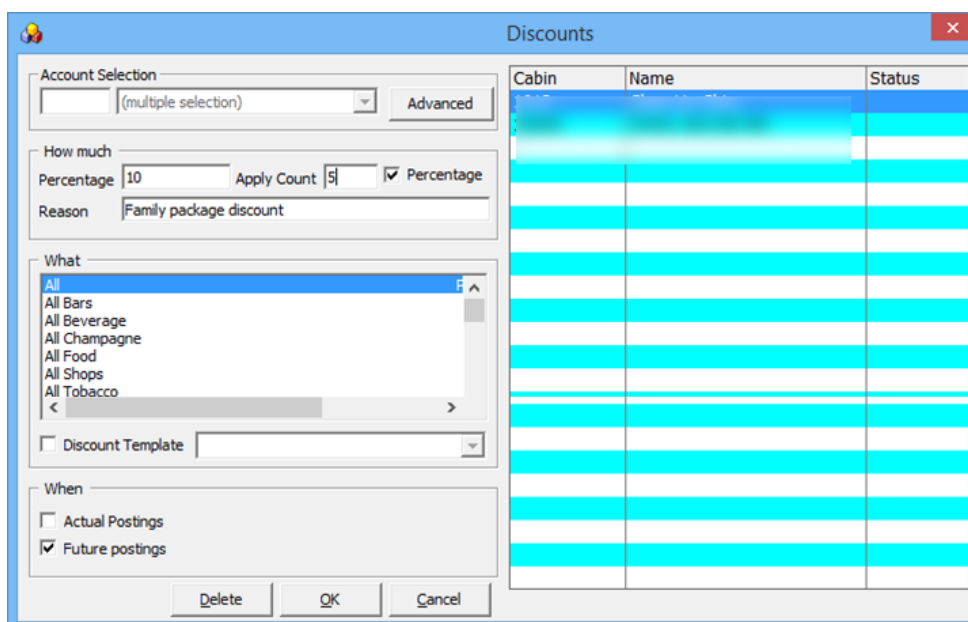 Discounts
Account Selection
(multiple selection)
Advanced
How much
Percentage 10 Apply Count 5 Percentage
Reason Family package discount
What
All
All Bars
All Beverage
All Champagne
All Food
All Shops
All Tobacco
Discount Template
When
Actual Postings
Future postings
Delete OK Cancel
Cabin Name Status